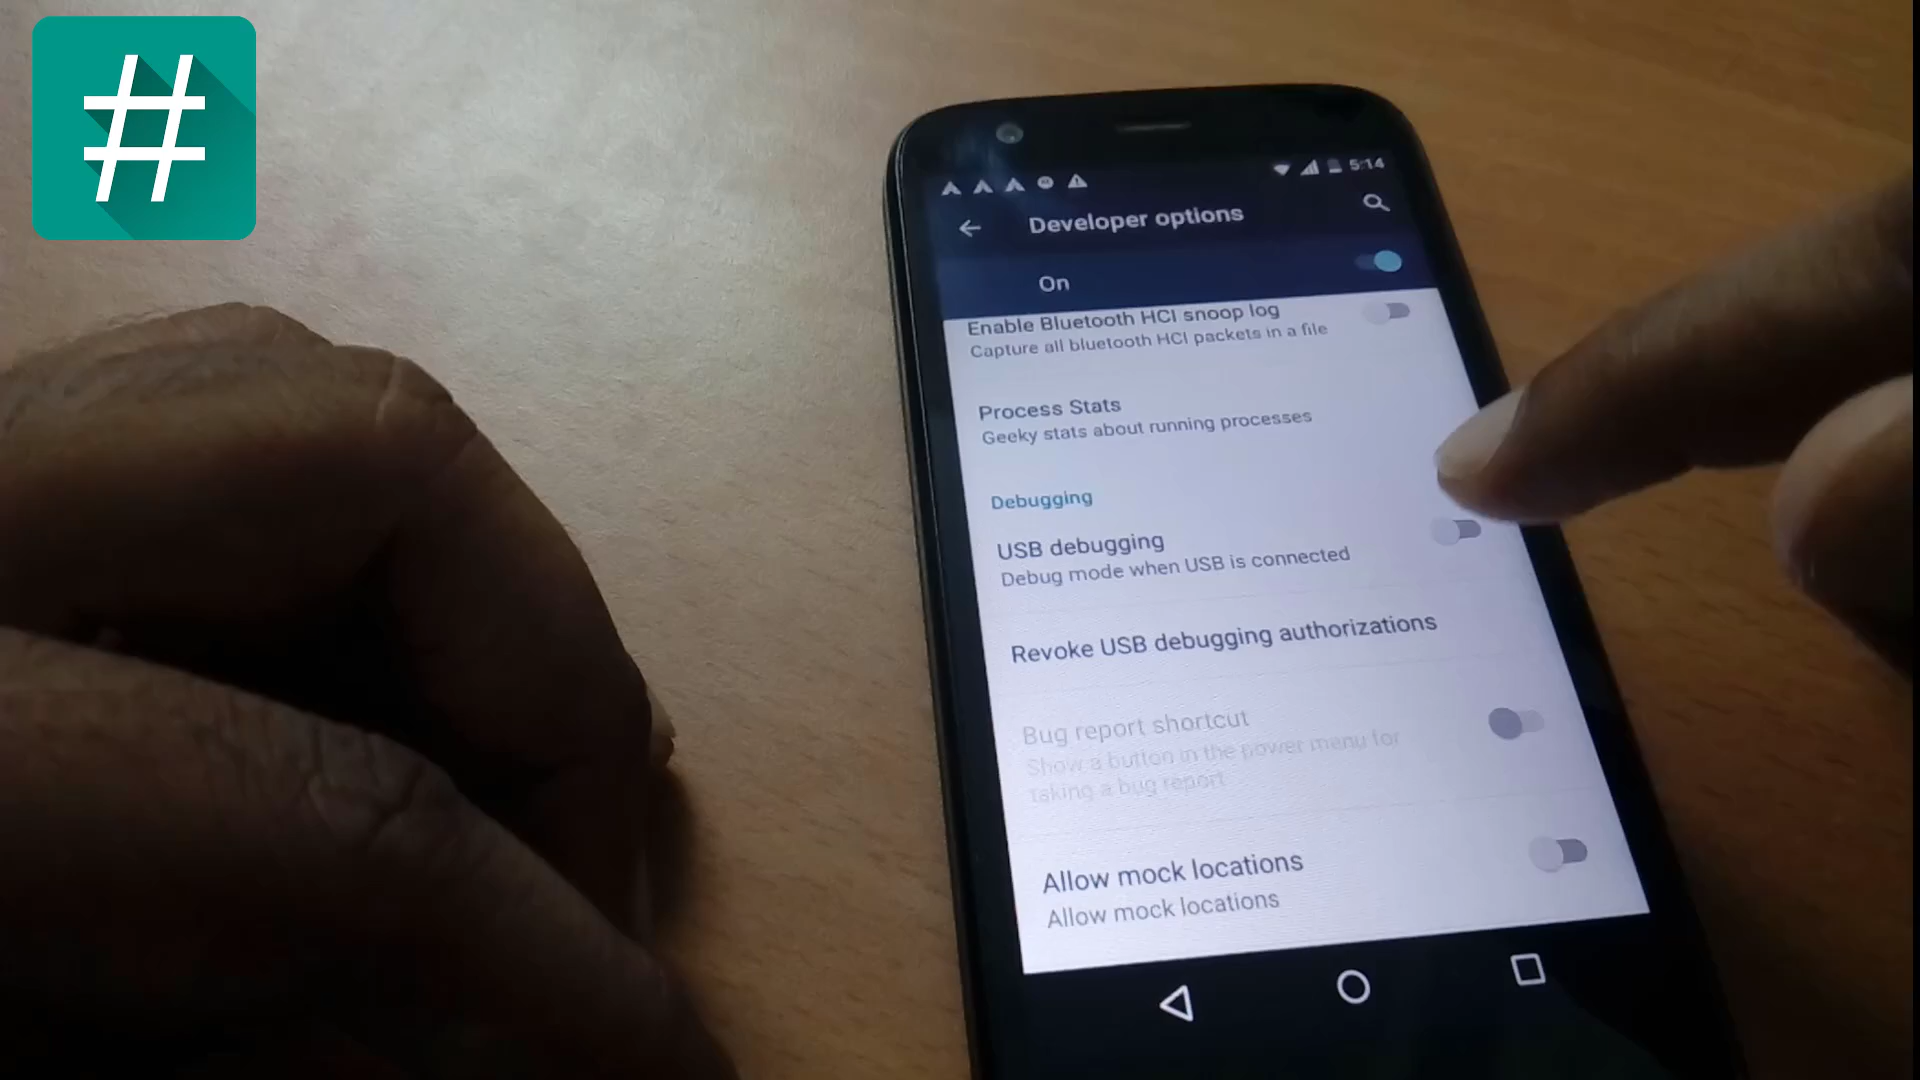 #
5:14
Developer options
On
Enable Bluetooth HCI snoop log
Capture all bluetooth HCI packets in a file
Process Stats
Geeky stats about running processes
Debugging
USB debugging
Debug mode when USB is connected
Revoke USB debugging authorizations
Bug report shortcut
Show a button in the power menu for
taking a bug report
Allow mock locations
Allow mock locations